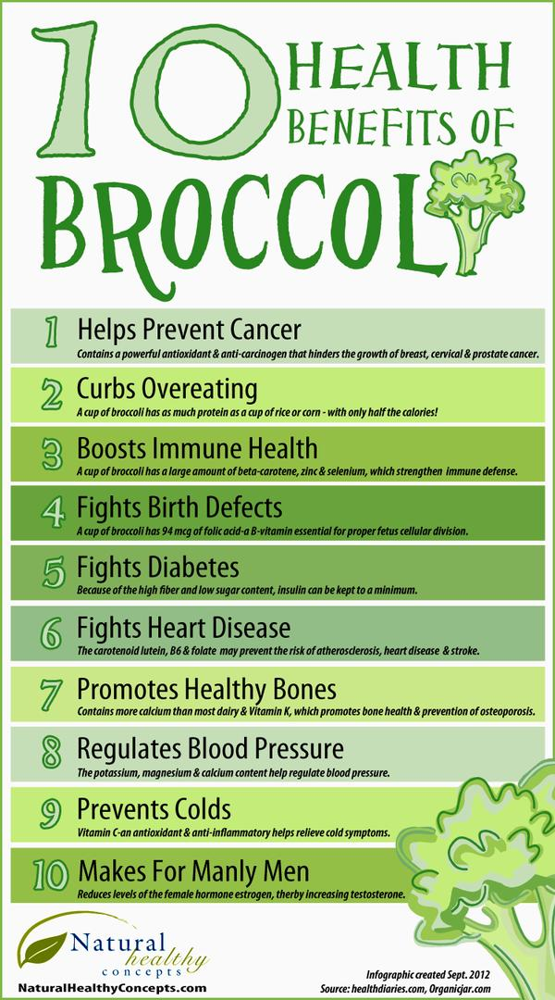 10 HEALTH
BENEFITS OF
BROCCOLI
1 Helps Prevent Cancer
Contains a powerful antioxidant & anti-carcinogen that hinders the growth of breast, cervical & prostate cancer.
2 Curbs Overeating
A cup of broccoli has as much protein as a cup of rice or corn - with only half the calories!
3 Boosts Immune Health
A cup of broccoli has a large amount of beta-carotene, zinc & selenium, which strengthen immune defense.
4 Fights Birth Defects
A cup of broccoli has 94 mcg of folic acid-a B-vitamin essential for proper fetus cellular division.
5 Fights Diabetes
Because of the high fiber and low sugar content, insulin can be kept to a minimum.
6 Fights Heart Disease
The carotenoid lutein, B6 & folate may prevent the risk of atherosclerosis, heart disease & stroke.
7 Promotes Healthy Bones
Contains more calcium than most dairy & Vitamin K, which promotes bone health & prevention of osteoporosis.
8 Regulates Blood Pressure
The potassium, magnesium & calcium content help regulate blood pressure.
9 Prevents Colds
Vitamin C-an antioxidant & anti-inflammatory helps relieve cold symptoms.
10 Makes For Manly Men
Reduces levels of the female hormone estrogen, therby increasing testosterone.
Natural
healthy
concepts
NaturalHealthyConcepts.com
Infographic created Sept. 2012
Source: healthdiaries.com, Organicjar.com